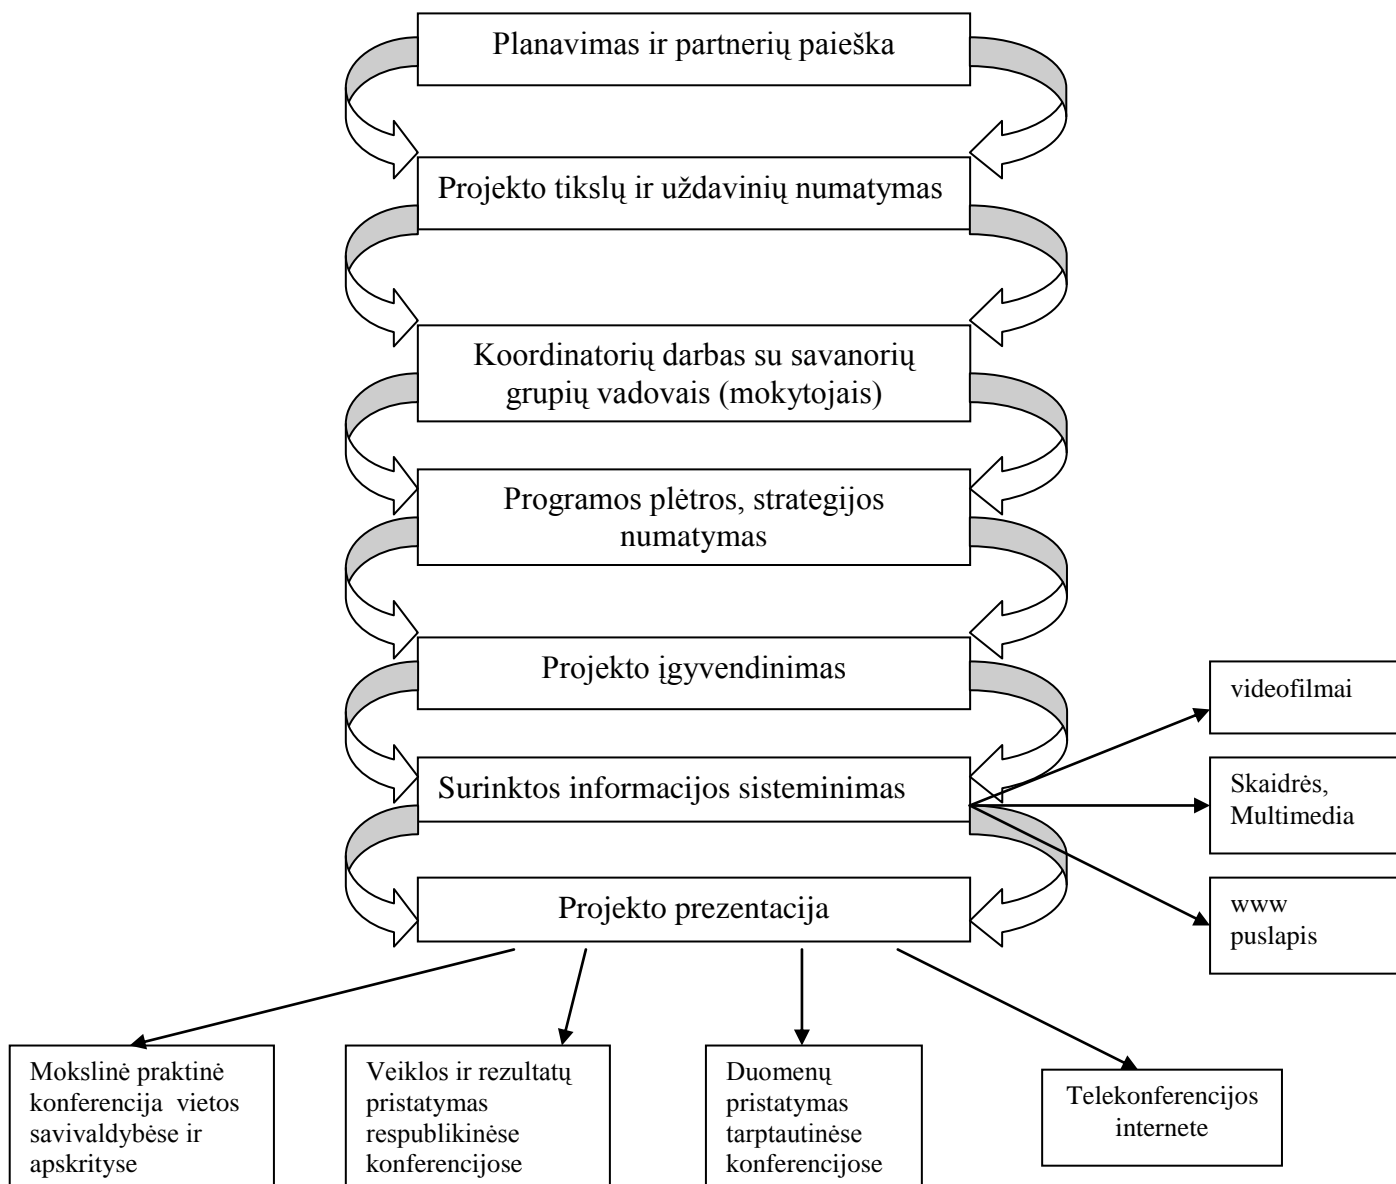 Planavimas ir partnerių paieška
Projekto tikslų ir uždavinių numatymas
Koordinatorių darbas su savanorių
grupių vadovais (mokytojais)
Programos plėtros, strategijos
numatymas
Projekto įgyvendinimas
Surinktos informacijos sisteminimas
videofilmai
Skaidrės,
Multimedia
www
puslapis
Projekto prezentacija
Mokslinė praktinė
konferencija vietos
savivaldybėse ir
apskrityse
Veiklos ir rezultatų
pristatymas
respublikinėse
konferencijose
Duomenų
pristatymas
tarptautinėse
konferencijose
Telekonferencijos
internete